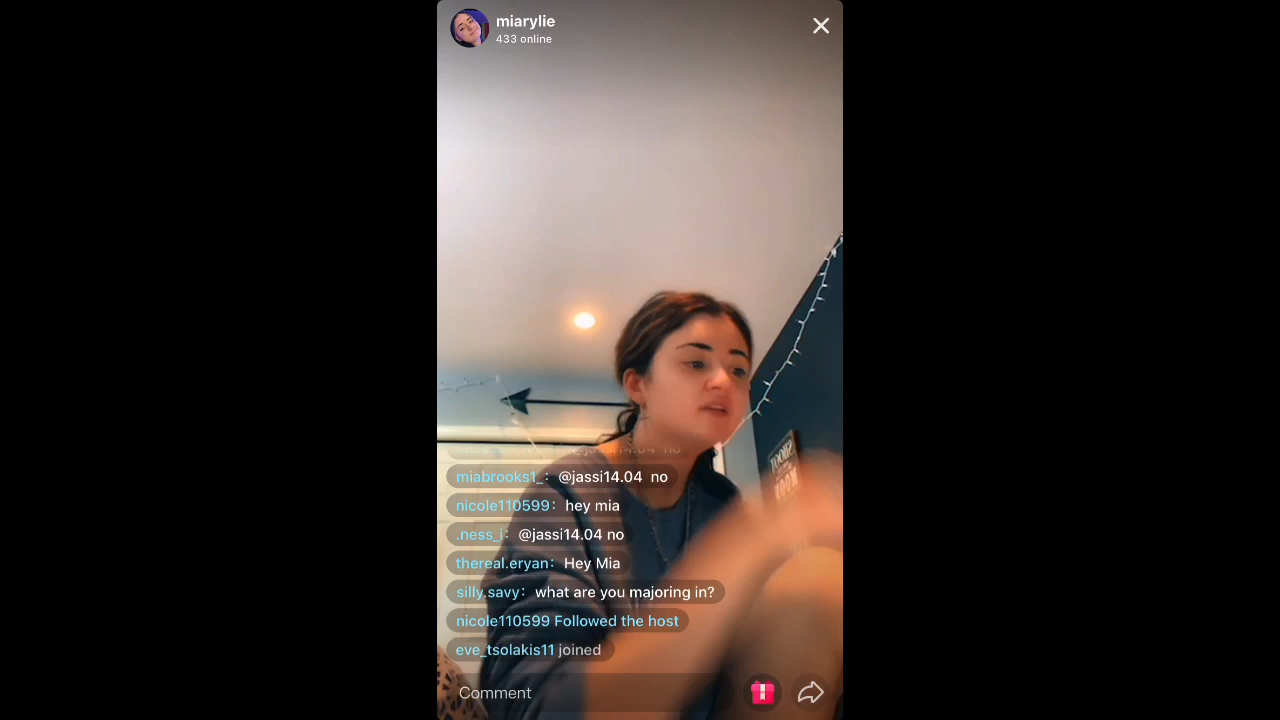 miarylie
433 online
miabrooks1_: @jassi14.04 no
nicole110599: hey mia
.ness_i: @jassi14.04 no
thereal.eryan: Hey Mia
silly.savy: what are you majoring in?
nicole110599 Followed the host
eve_tsolakis11 joined
Comment